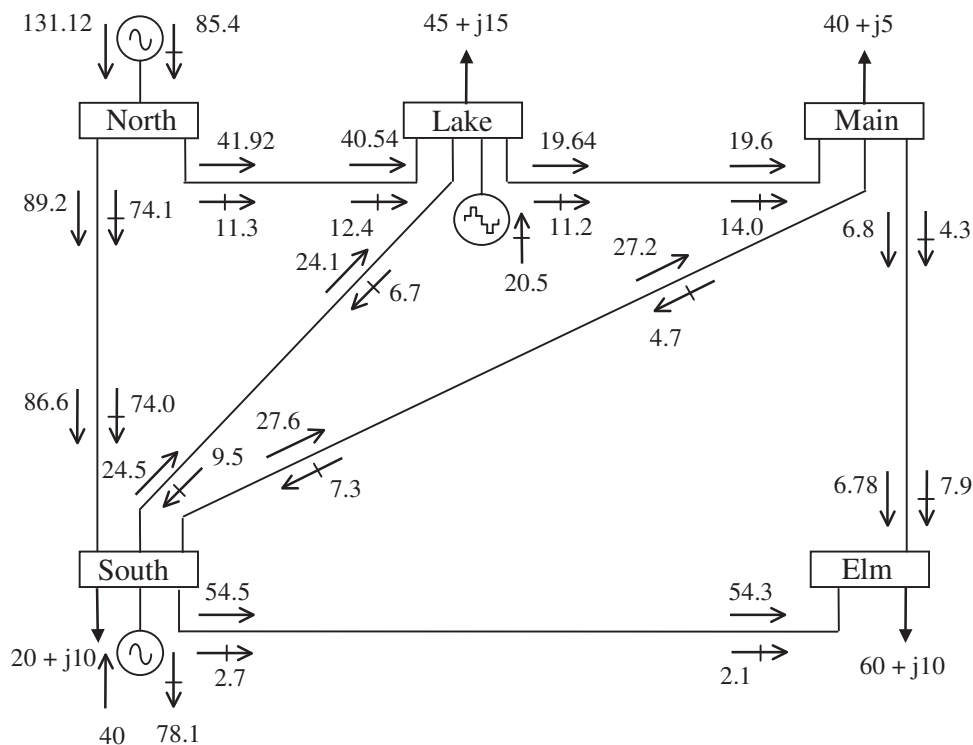 131.12 85.4 45 + j15 40 + j5
North Lake Main
41.92 40.54 19.64 19.6
89.2 74.1 11.3 12.4 11.2 14.0 6.8 4.3
24.1 6.7 20.5 27.2
4.7
86.6 74.0 27.6
24.5 9.5 7.3 6.78 7.9
South Elm
54.5 54.3
20 + j10 2.7 2.1 60 + j10
40 78.1